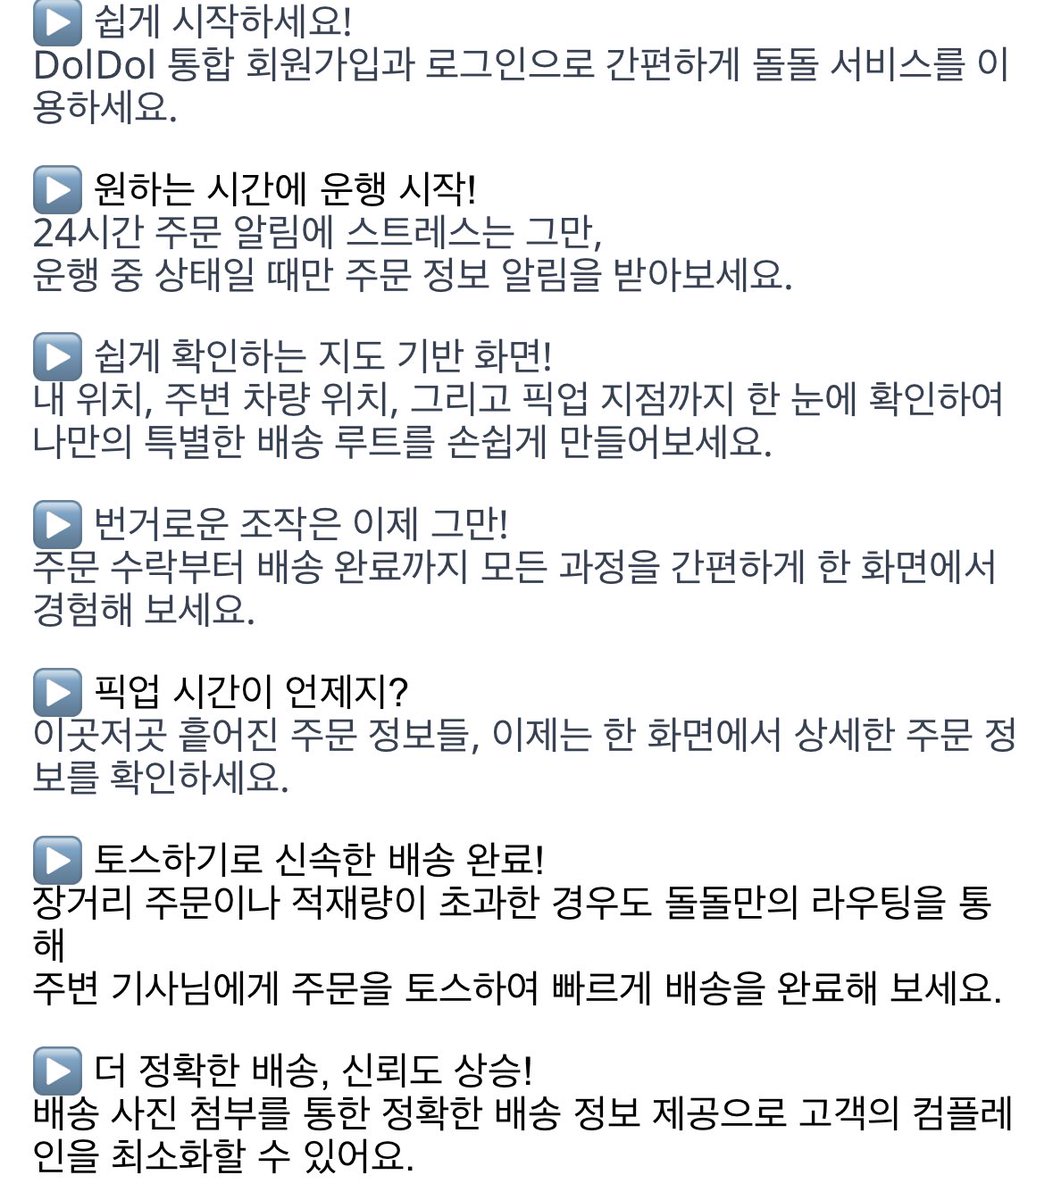 ▶️ 쉽게 시작하세요!
DolDol 통합 회원가입과 로그인으로 간편하게 돌돌 서비스를 이
용하세요.
▶️ 원하는 시간에 운행 시작!
24시간 주문 알림에 스트레스는 그만,
운행 중 상태일 때만 주문 정보 알림을 받아보세요.
▶️ 쉽게 확인하는 지도 기반 화면!
내 위치, 주변 차량 위치, 그리고 픽업 지점까지 한 눈에 확인하여
나만의 특별한 배송 루트를 손쉽게 만들어보세요.
▶️ 번거로운 조작은 이제 그만!
주문 수락부터 배송 완료까지 모든 과정을 간편하게 한 화면에서
경험해 보세요.
▶️ 픽업 시간이 언제지?
이곳저곳 흩어진 주문 정보들, 이제는 한 화면에서 상세한 주문 정
보를 확인하세요.
▶️ 토스하기로 신속한 배송 완료!
장거리 주문이나 적재량이 초과한 경우도 돌돌만의 라우팅을 통
해
주변 기사님에게 주문을 토스하여 빠르게 배송을 완료해 보세요.
▶️ 더 정확한 배송, 신뢰도 상승!
배송 사진 첨부를 통한 정확한 배송 정보 제공으로 고객의 컴플레
인을 최소화할 수 있어요.